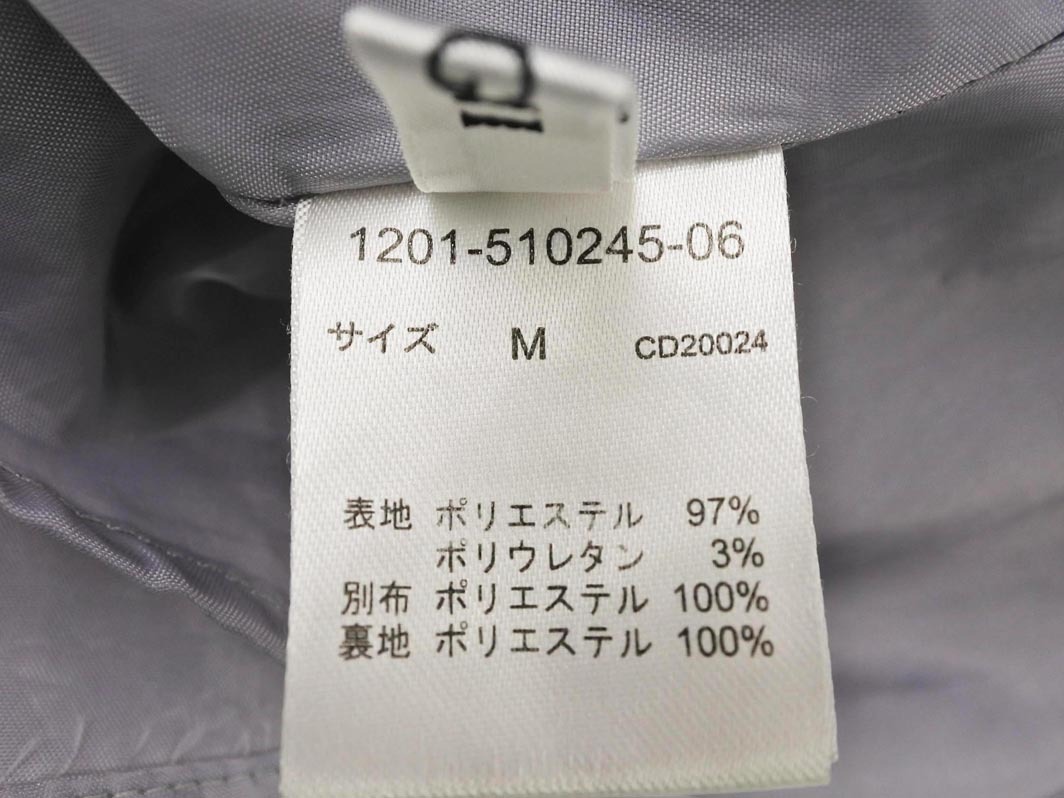 1201-510245-06
サイズ M CD20024
表地 ポリエステル 97%
ポリウレタン 3%
別布 ポリエステル 100%
裏地 ポリエステル 100%